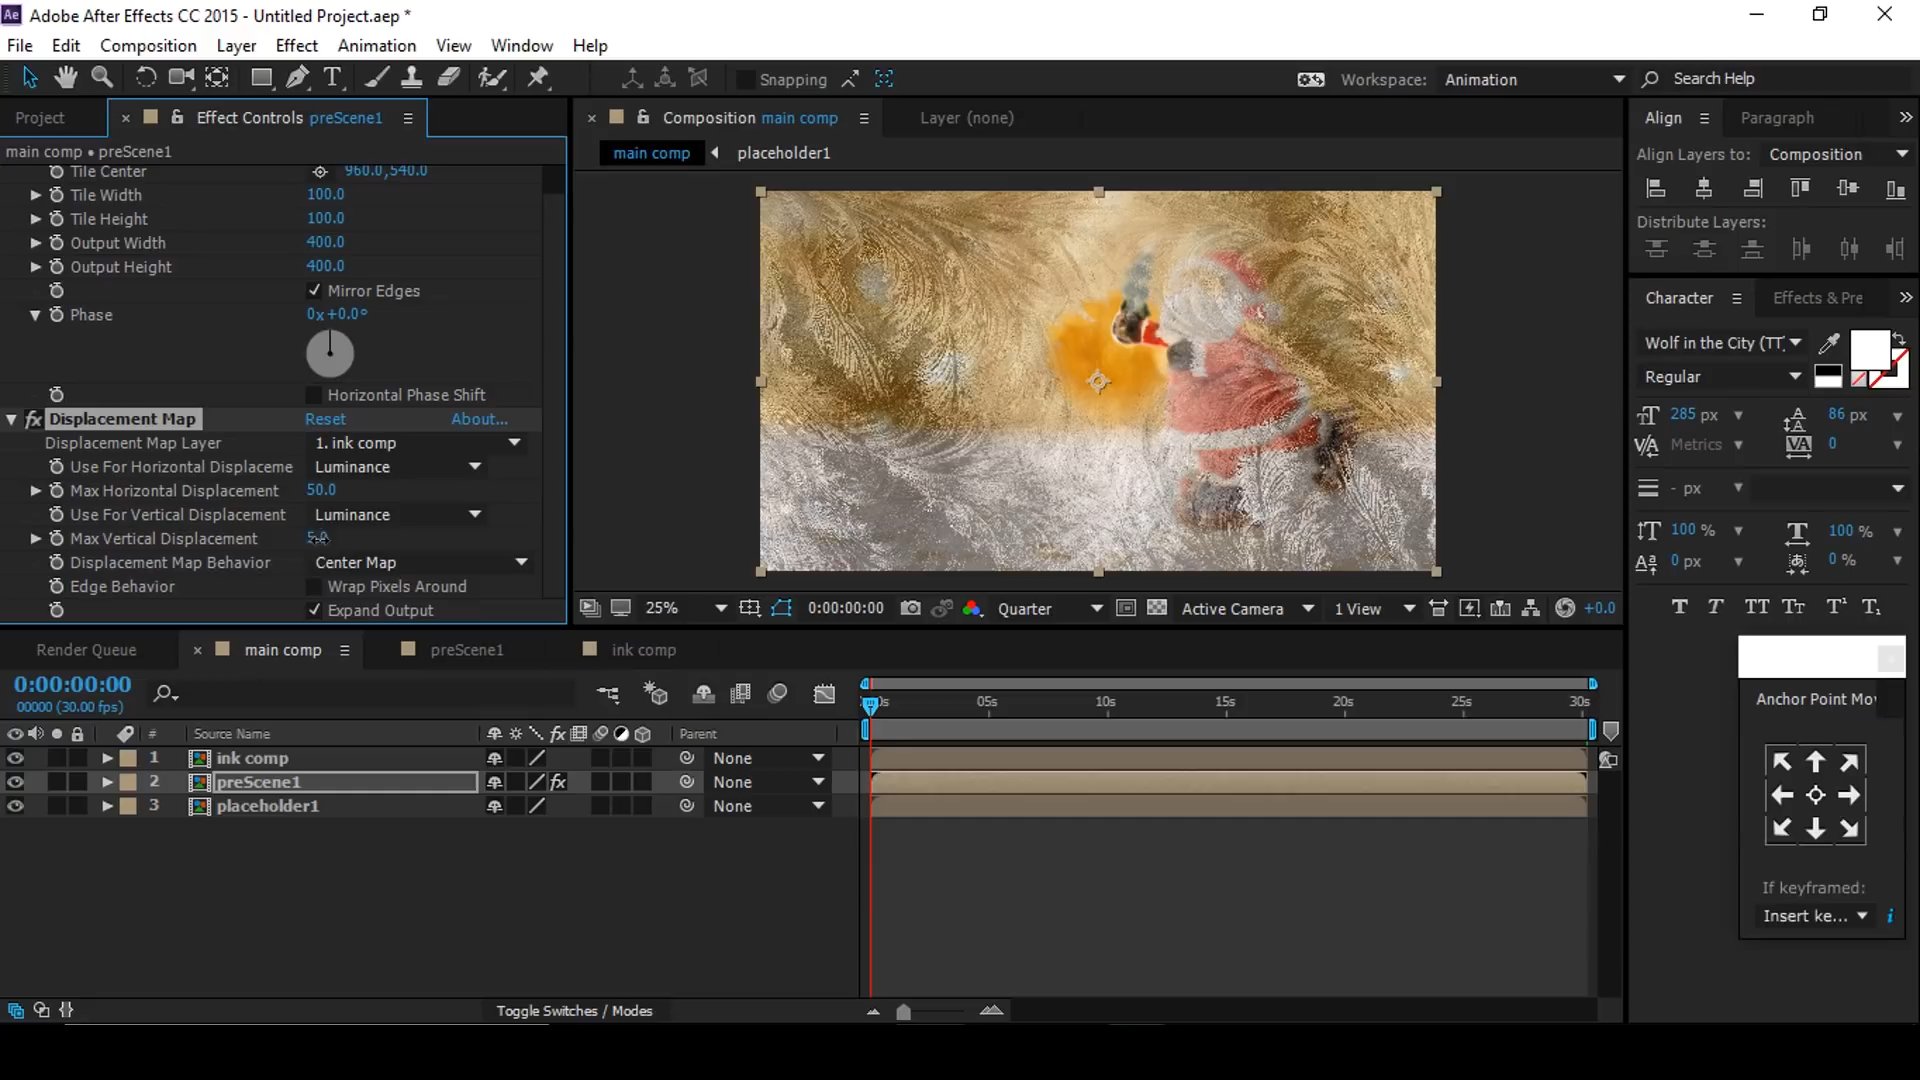 Adobe After Effects CC 2015 - Untitled Project.aep *
File Edit Composition Layer Effect Animation View Window Help
Snapping
Workspace: Animation
Search Help
Project
Effect Controls preScene1
Composition main comp
Layer (none)
Align
Paragraph
main comp • preScene1
main comp
placeholder1
Align Layers to: Composition
Tile Center 960.0,540.0
Tile Width 100.0
Tile Height 100.0
Output Width 400.0
Output Height 400.0
Mirror Edges
Phase 0x+0.0°
Horizontal Phase Shift
Displacement Map Reset About...
Displacement Map Layer 1. ink comp
Use For Horizontal Displaceme Luminance
Max Horizontal Displacement 50.0
Use For Vertical Displacement Luminance
Max Vertical Displacement
Displacement Map Behavior Center Map
Edge Behavior Wrap Pixels Around
Expand Output
Distribute Layers:
Character
Effects & Pre
Wolf in the City (TT)
Regular
285 px
86 px
Metrics
0
- px
100 %
100 %
0 px
0 %
25%
0:00:00:00
Quarter
Active Camera
1 View
+0.0
Render Queue
main comp
preScene1
ink comp
0:00:00:00
00000 (30.00 fps)
05s 10s 15s 20s 25s 30s
# Source Name
Parent
1 ink comp None
2 preScene1 None
3 placeholder1 None
Anchor Point Mov
If keyframed:
Insert ke...
Toggle Switches / Modes